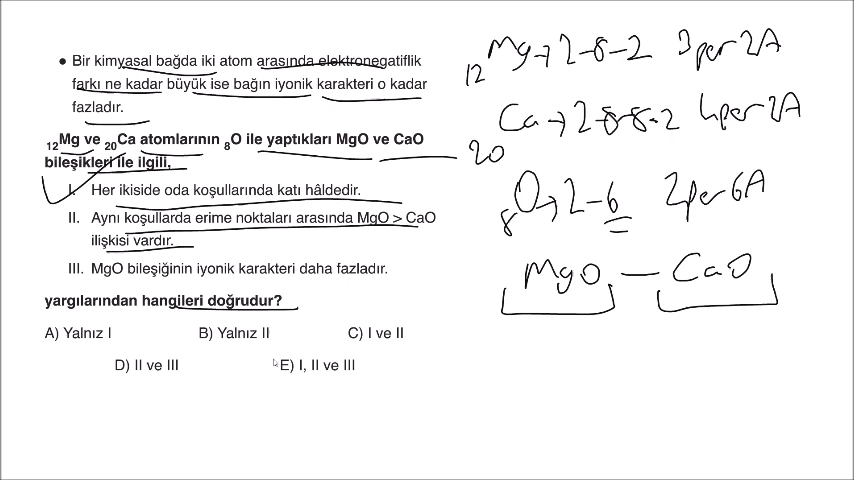 • Bir kimyasal bağda iki atom arasında elektronegatiflik
farkı ne kadar büyük ise bağın iyonik karakteri o kadar
fazladır.
12Mg ve 20Ca atomlarının 8O ile yaptıkları MgO ve CaO
bileşikleri ile ilgili,
I. Her ikiside oda koşullarında katı hâldedir.
II. Aynı koşullarda erime noktaları arasında MgO > CaO
ilişkisi vardır.
III. MgO bileşiğinin iyonik karakteri daha fazladır.
yargılarından hangileri doğrudur?
A) Yalnız I B) Yalnız II C) I ve II
D) II ve III E) I, II ve III
12Mg → 2-8-2 3per 2A
20Ca → 2-8-8-2 4per 2A
8O → 2-6 2per 6A
MgO — CaO